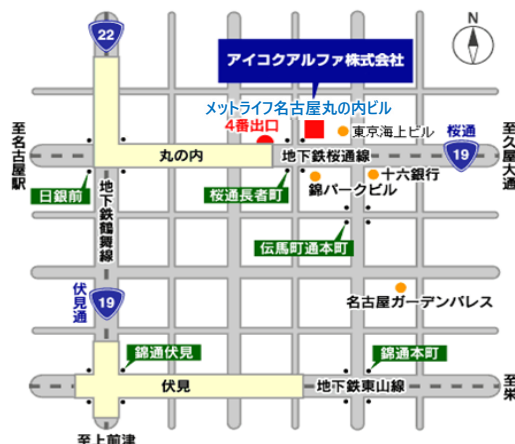 22
N
アイコクアルファ株式会社
メットライフ名古屋丸の内ビル
4番出口
東京海上ビル
桜通
至名古屋駅
丸の内
地下鉄桜通線
19
至久屋大通
日銀前
桜通長者町
錦パークビル
十六銀行
地下鉄鶴舞線
伝馬町通本町
伏見通
19
名古屋ガーデンパレス
錦通伏見
錦通本町
伏見
地下鉄東山線
至栄
至上前津